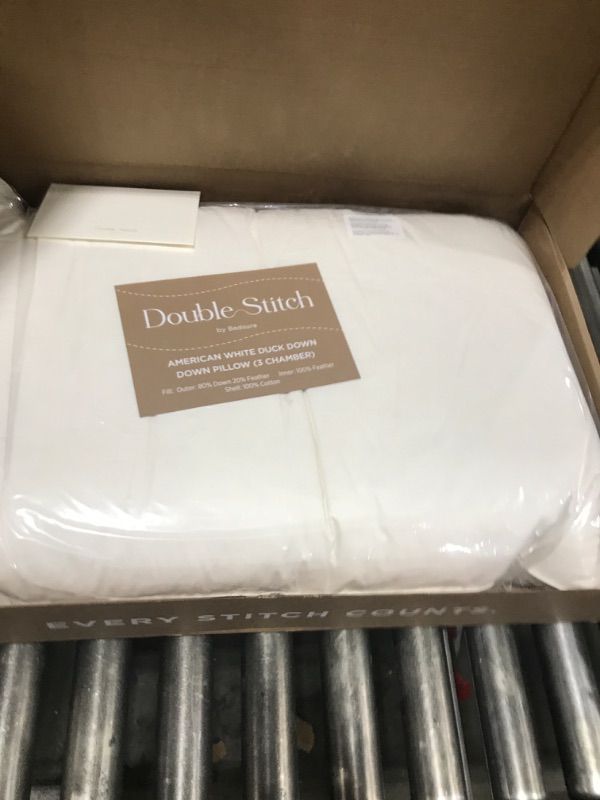 Double Stitch
by Bedsure
AMERICAN WHITE DUCK DOWN
DOWN PILLOW (3 CHAMBER)
Fill: Outer: 80% Down 20% Feather Inner: 100% Feather
Shell: 100% Cotton
EVERY STITCH COUNTS.